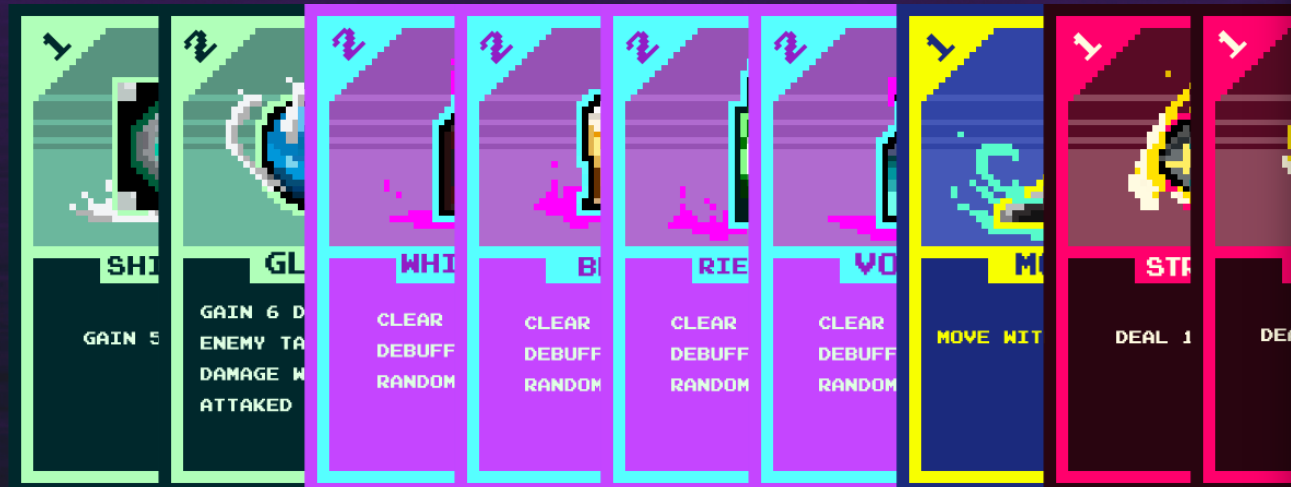 1
SHI
GAIN 5
2
GL
GAIN 6 D
ENEMY TA
DAMAGE W
ATTAKED
2
WHI
CLEAR
DEBUFF
RANDOM
2
B
CLEAR
DEBUFF
RANDOM
2
RIE
CLEAR
DEBUFF
RANDOM
2
VO
CLEAR
DEBUFF
RANDOM
1
MO
MOVE WIT
1
STR
DEAL 1
1
DEA